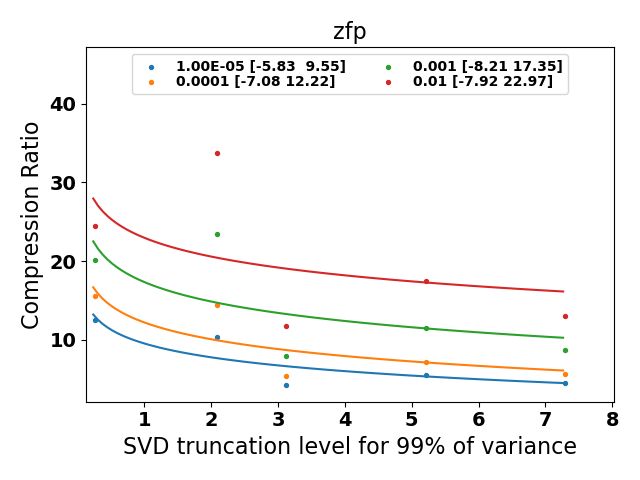 zfp
1.00E-05 [-5.83  9.55]
0.0001 [-7.08 12.22]
0.001 [-8.21 17.35]
0.01 [-7.92 22.97]
Compression Ratio
40
30
20
10
1 2 3 4 5 6 7 8
SVD truncation level for 99% of variance